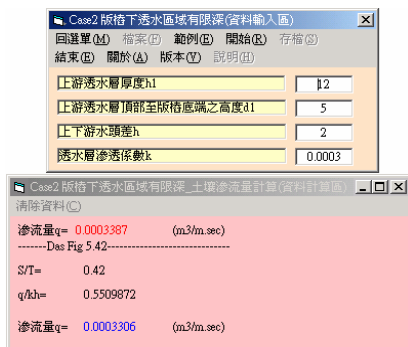 Case2 版樁下透水區域有限深(資料輸入區)
回選單(M) 檔案(F) 範例(E) 開始(R) 存檔(S)
結束(E) 關於(A) 版本(V) 說明(H)
上游透水層厚度h1 12
上游透水層頂部至版樁底端之高度d1 5
上下游水頭差h 2
透水層滲透係數k 0.0003
Case2 版樁下透水區域有限深_土壤滲流量計算(資料計算區)
清除資料(C)
滲流量q= 0.0003387 (m3/m.sec)
-------Das Fig 5.42-----------------------------
S/T= 0.42
q/kh= 0.5509872
滲流量q= 0.0003306 (m3/m.sec)